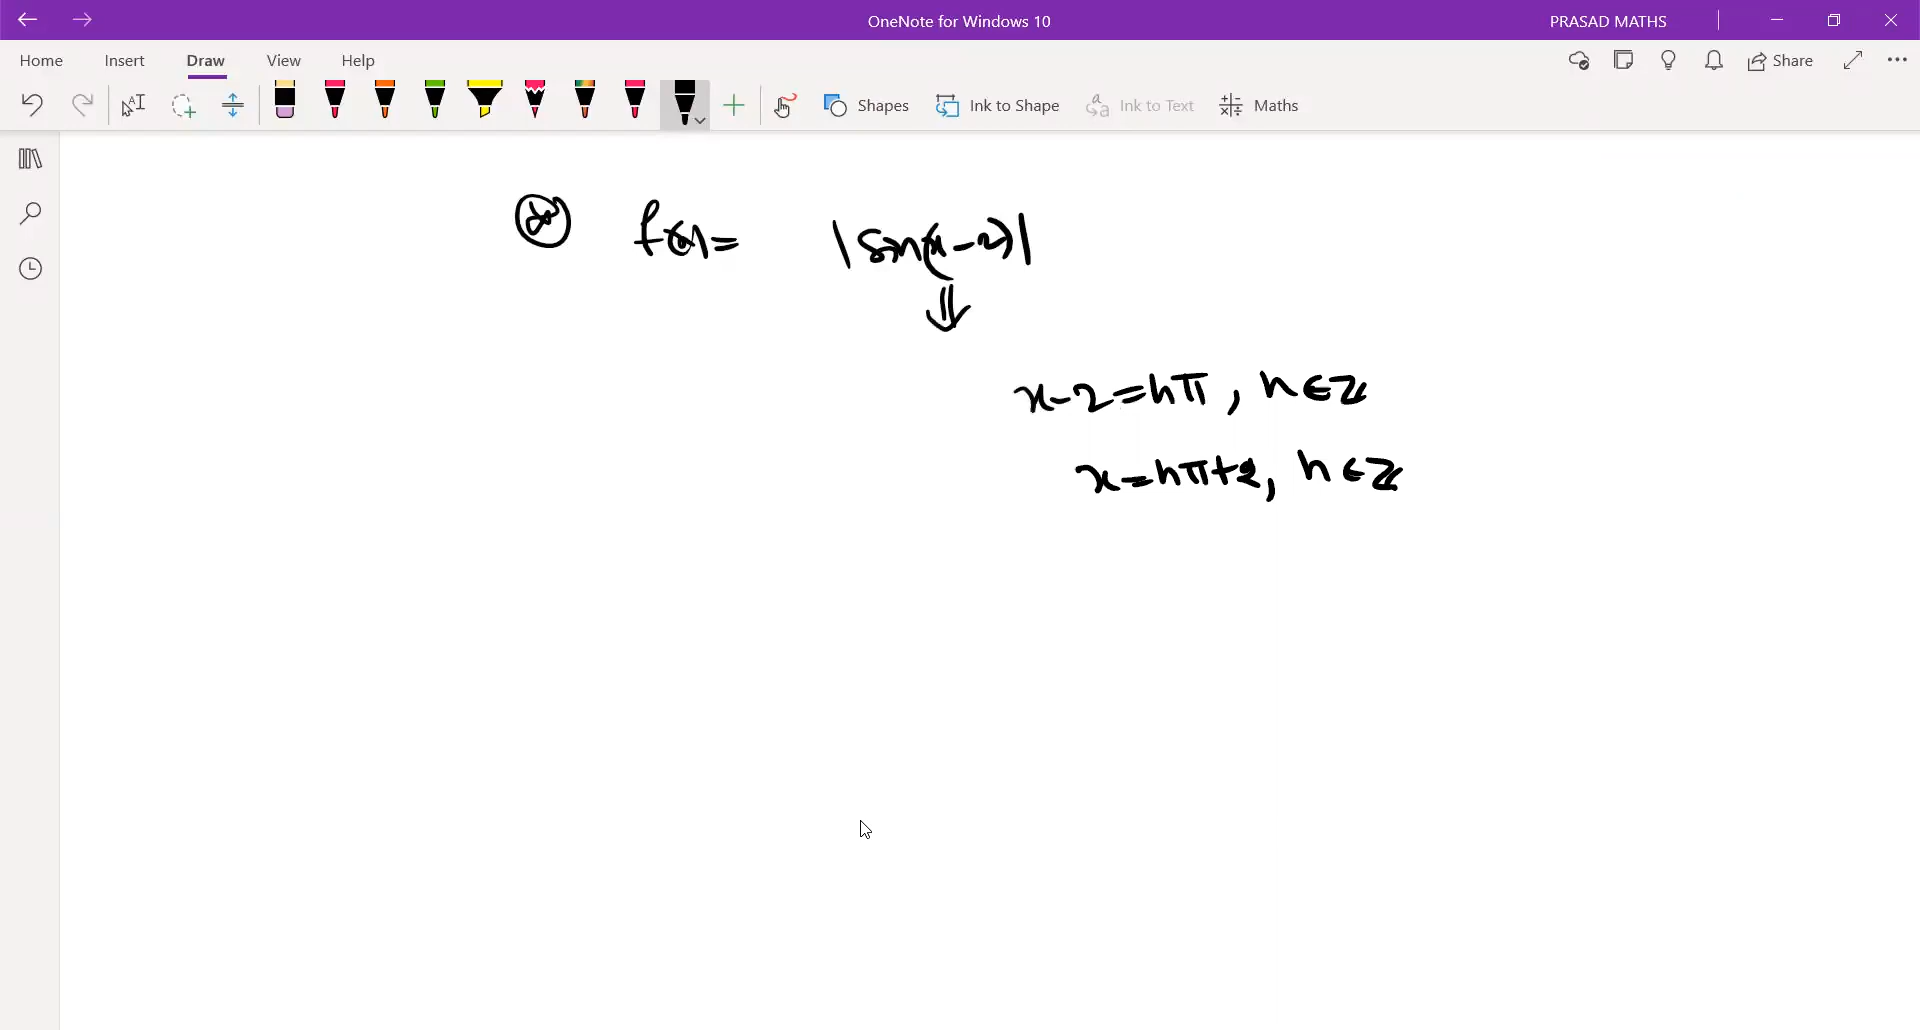 OneNote for Windows 10
PRASAD MATHS
Home Insert Draw View Help
Share
Shapes Ink to Shape Ink to Text Maths
f(x)= |sin(x-2)|
⇓
x-2=nπ, n∈ℤ
x=nπ+2, n∈ℤ